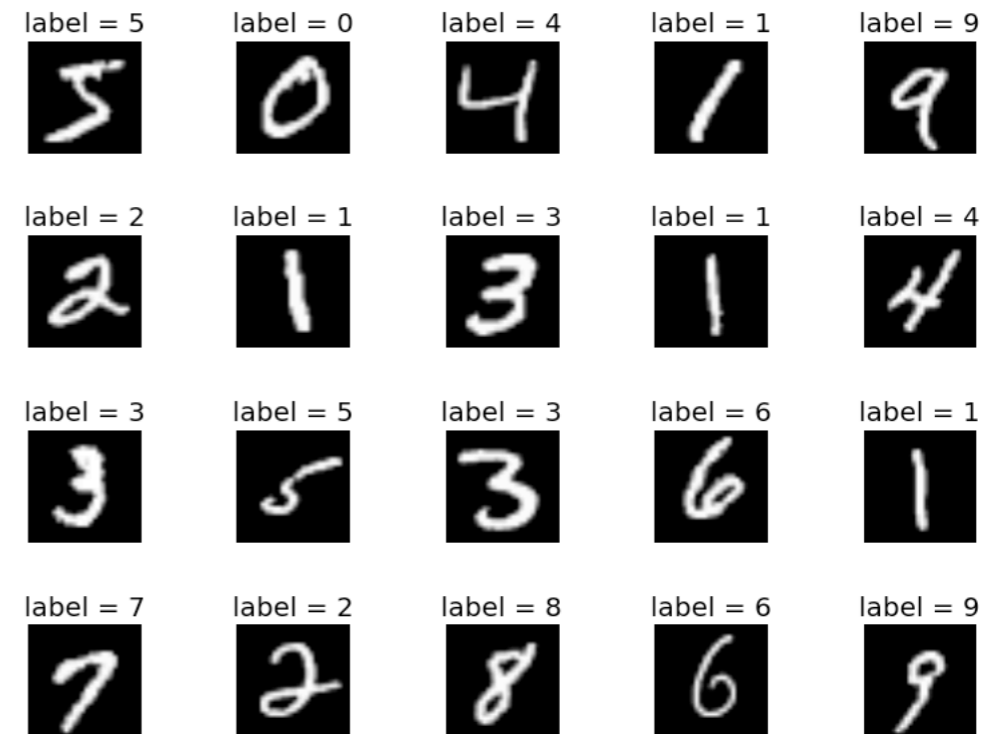 label = 5 label = 0 label = 4 label = 1 label = 9
5 0 4 1 9
label = 2 label = 1 label = 3 label = 1 label = 4
2 1 3 1 4
label = 3 label = 5 label = 3 label = 6 label = 1
3 5 3 6 1
label = 7 label = 2 label = 8 label = 6 label = 9
7 2 8 6 9